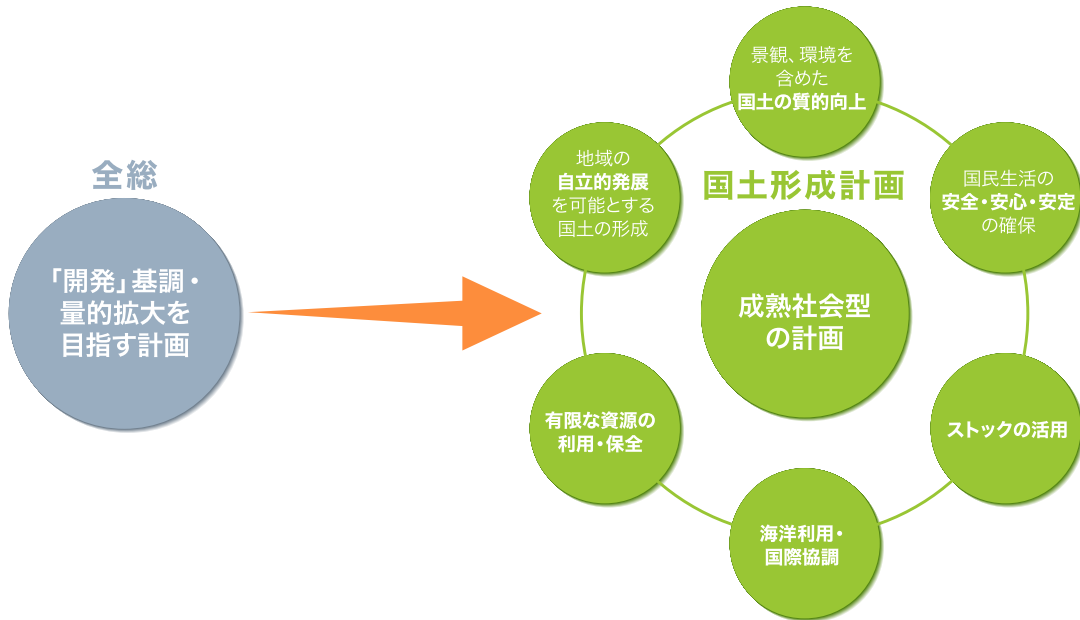 全総
「開発」基調・
量的拡大を
目指す計画
国土形成計画
成熟社会型
の計画
景観、環境を
含めた
国土の質的向上
国民生活の
安全・安心・安定
の確保
ストックの活用
海洋利用・
国際協調
有限な資源の
利用・保全
地域の
自立的発展
を可能とする
国土の形成